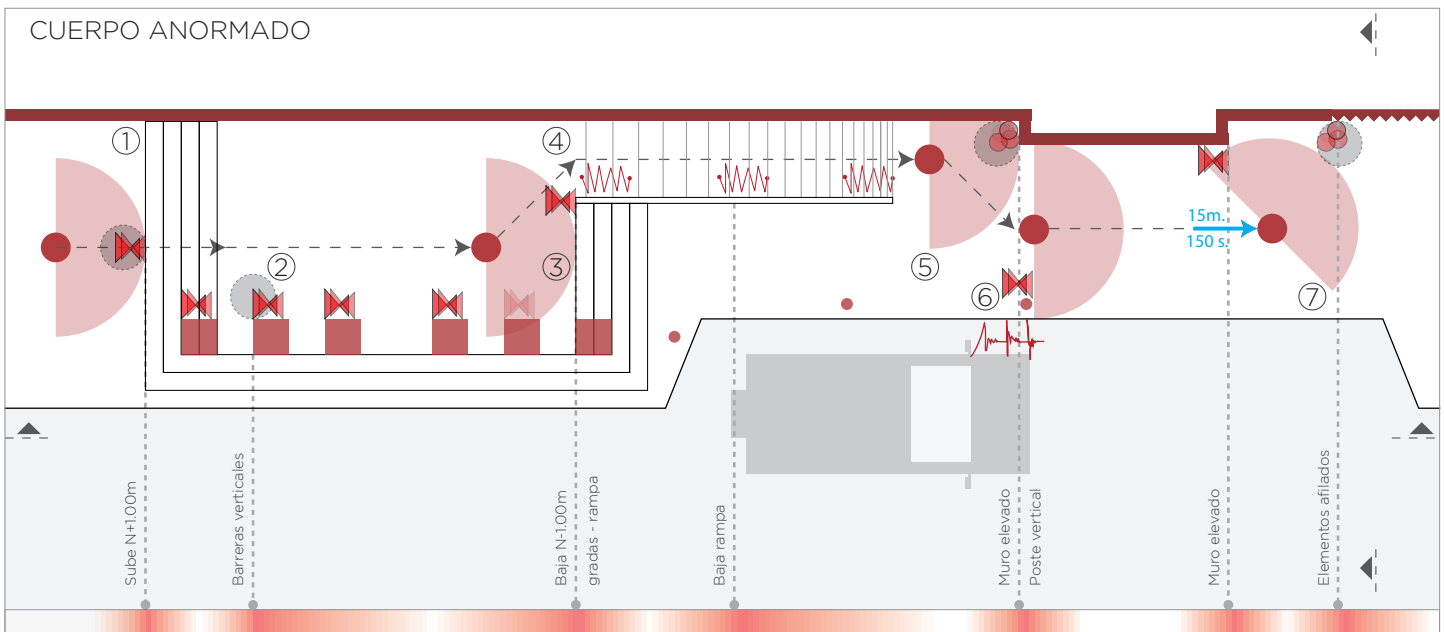 CUERPO ANORMADO
1
2
3
4
5
6
7
15m.
150 s.
Sube N+1.00m
Barreras verticales
Baja N-1.00m
gradas - rampa
Baja rampa
Muro elevado
Poste vertical
Muro elevado
Elementos afilados